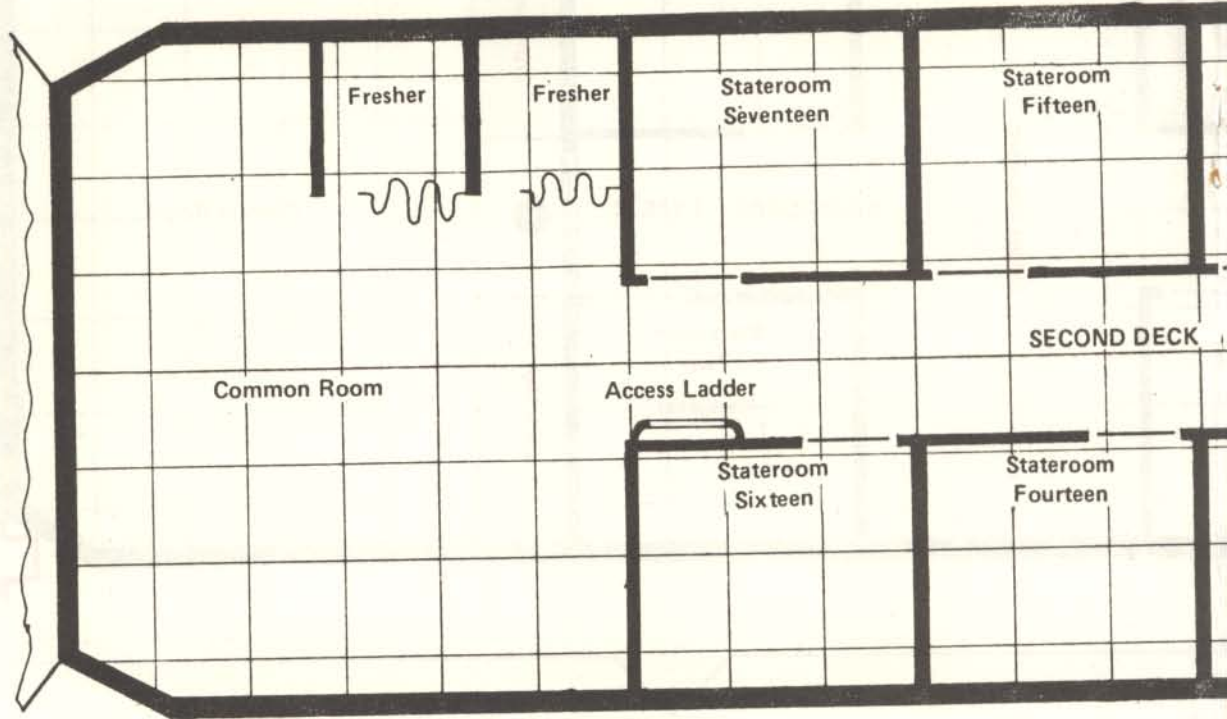 Fresher
Fresher
Stateroom
Seventeen
Stateroom
Fifteen
SECOND DECK
Common Room
Access Ladder
Stateroom
Sixteen
Stateroom
Fourteen